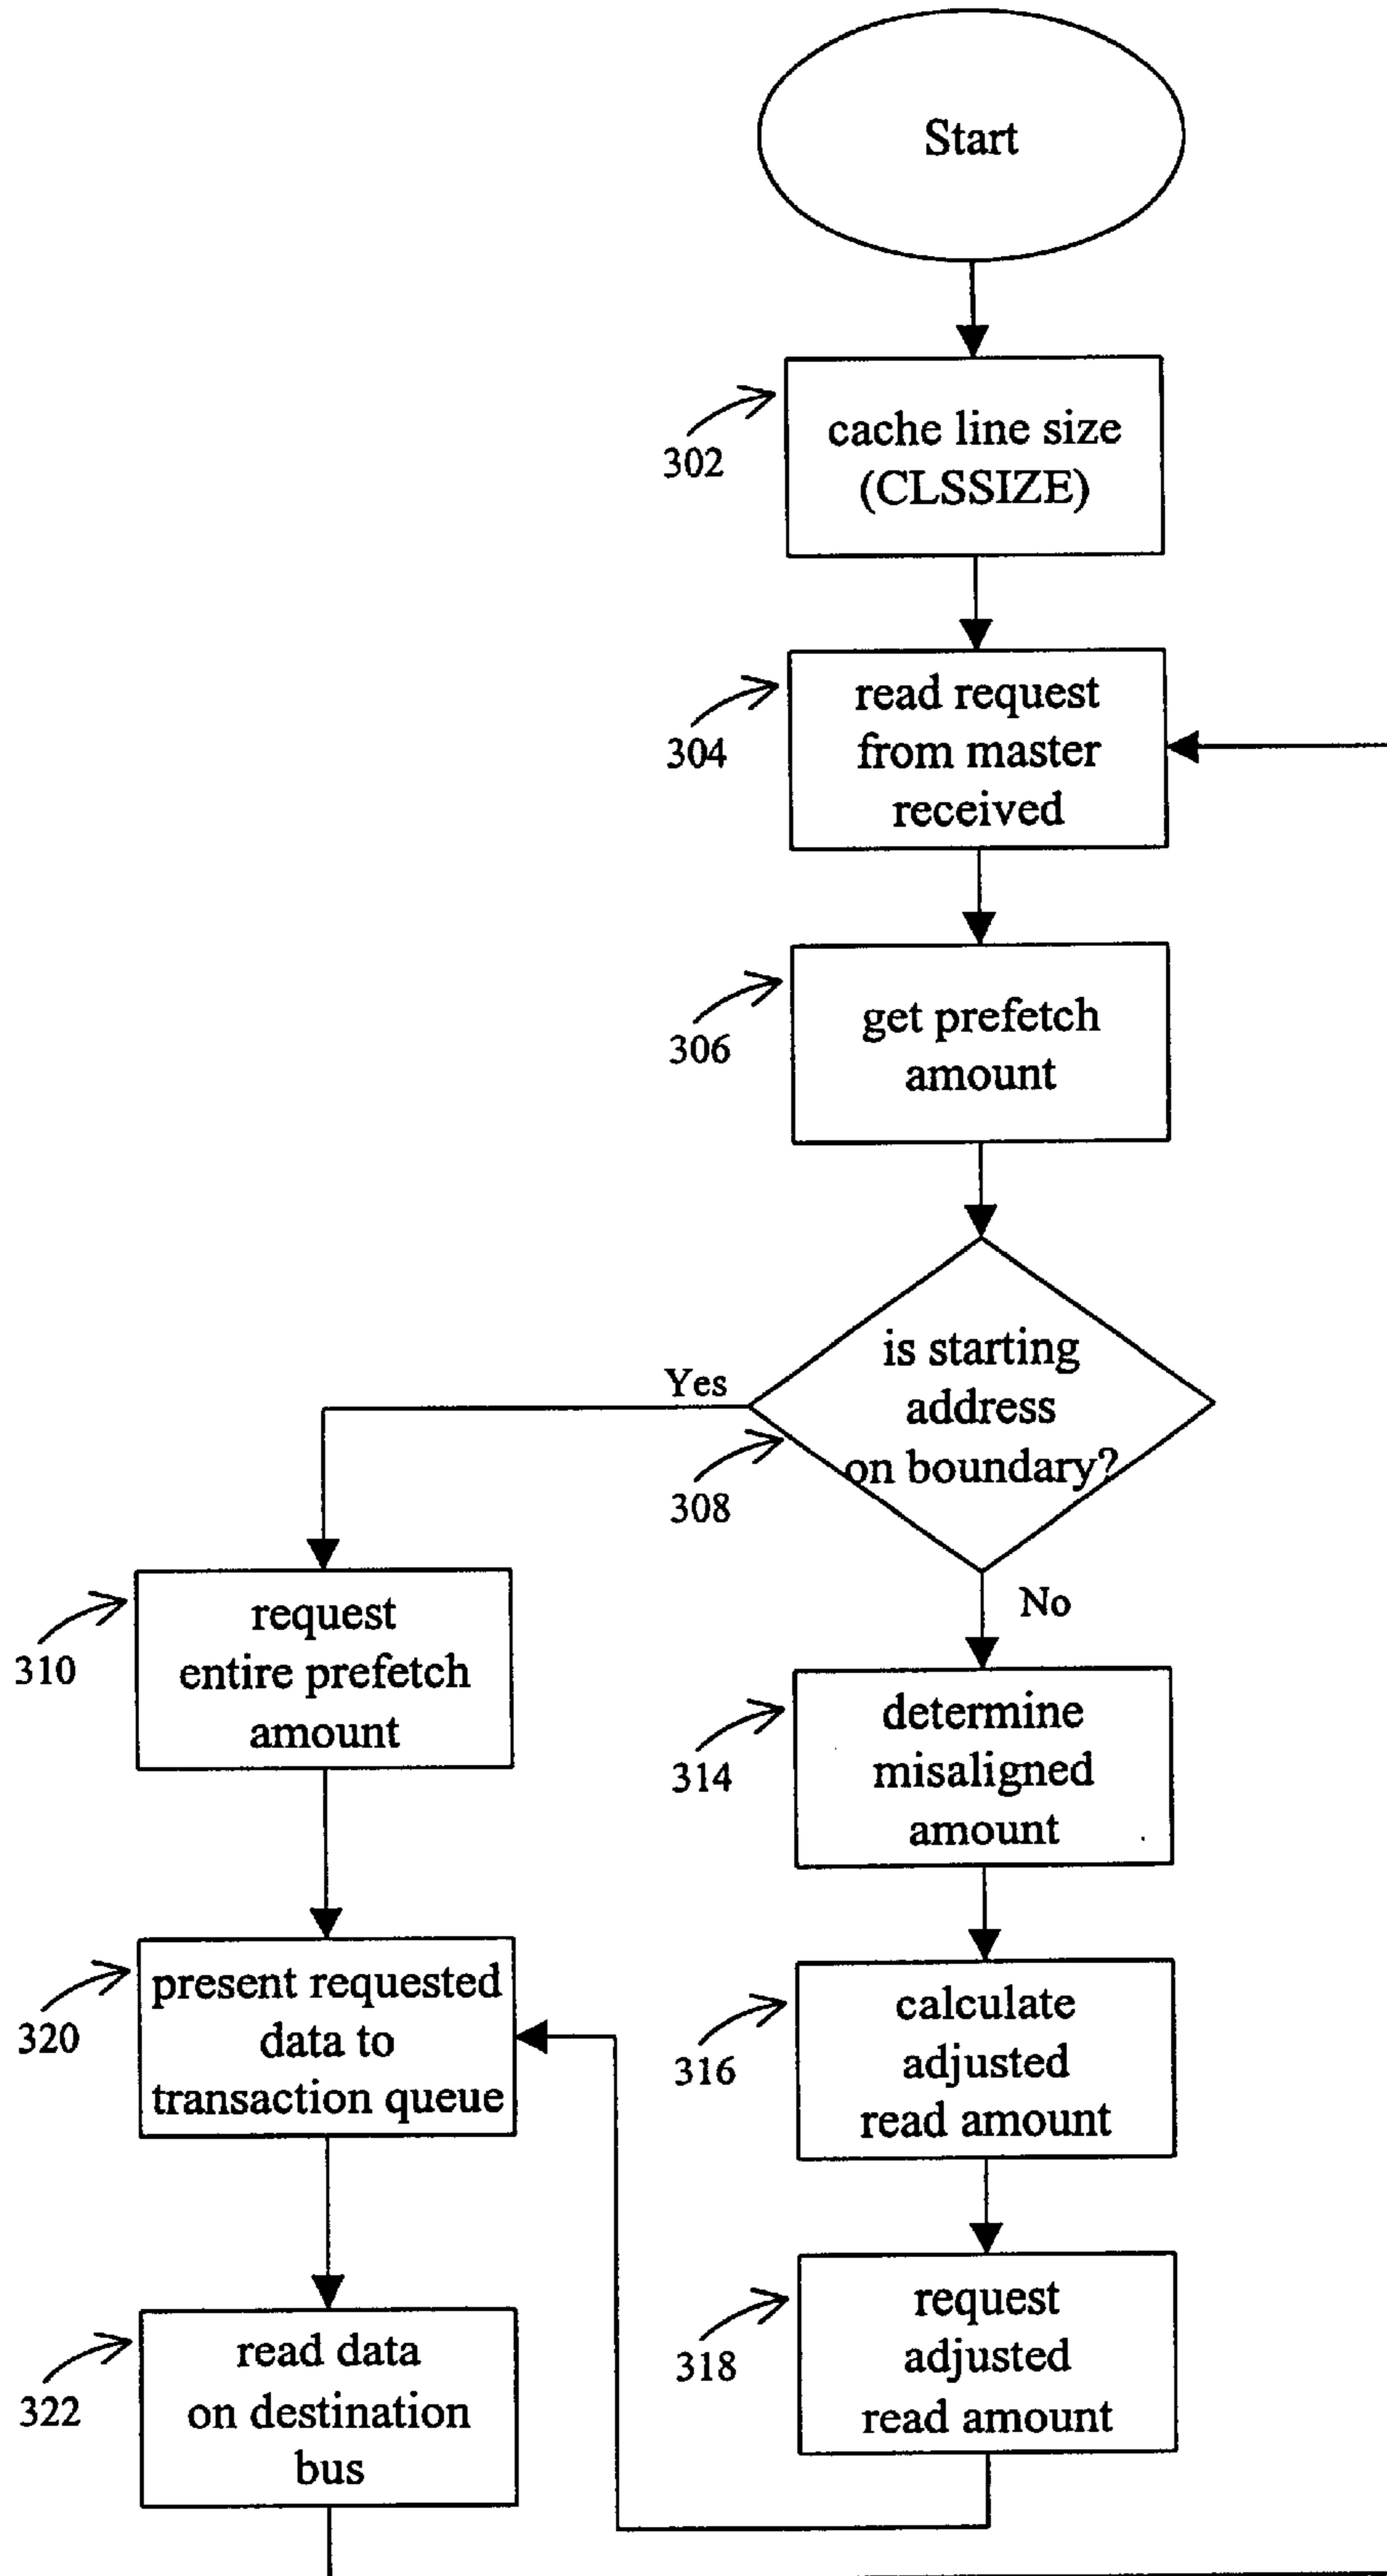 Start
302
cache line size
(CLSSIZE)
304
read request
from master
received
306
get prefetch
amount
Yes
308
is starting
address
on boundary?
No
310
request
entire prefetch
amount
314
determine
misaligned
amount
320
present requested
data to
transaction queue
316
calculate
adjusted
read amount
322
read data
on destination
bus
318
request
adjusted
read amount